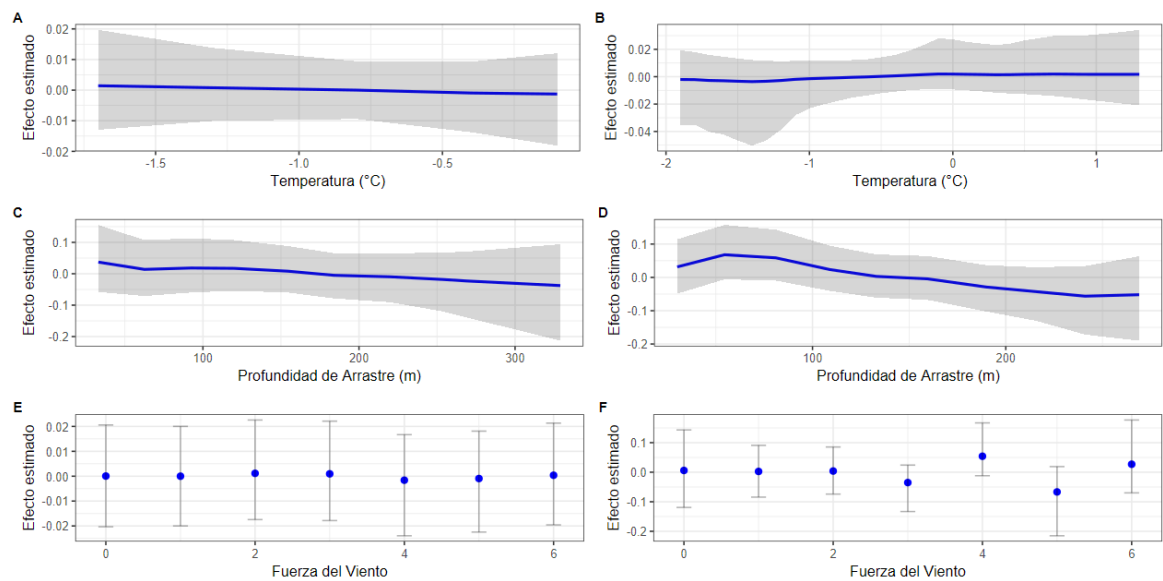 A
Efecto estimado
0.02
0.01
0.00
-0.01
-0.02
-1.5
-1.0
-0.5
Temperatura (°C)
B
Efecto estimado
0.02
0.00
-0.02
-0.04
-2
-1
0
1
Temperatura (°C)
C
Efecto estimado
0.1
0.0
-0.1
-0.2
100
200
300
Profundidad de Arrastre (m)
D
Efecto estimado
0.1
0.0
-0.1
-0.2
100
200
Profundidad de Arrastre (m)
E
Efecto estimado
0.02
0.01
0.00
-0.01
-0.02
0
2
4
6
Fuerza del Viento
F
Efecto estimado
0.1
0.0
-0.1
-0.2
0
2
4
6
Fuerza del Viento